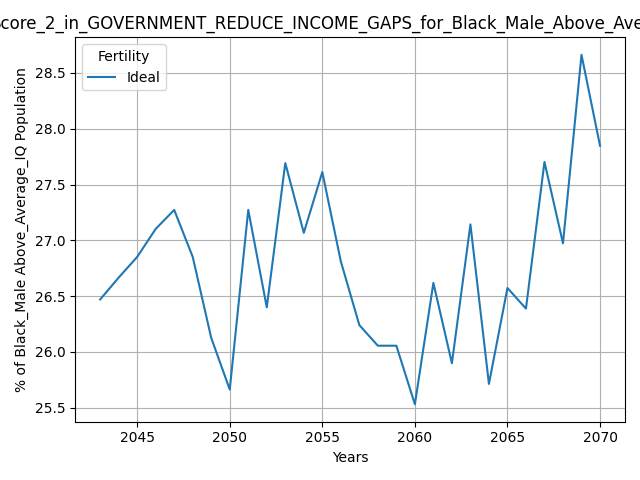 core_2_in_GOVERNMENT_REDUCE_INCOME_GAPS_for_Black_Male_Above_Ave
Fertility
Ideal
28.5
28.0
27.5
27.0
26.5
26.0
25.5
% of Black_Male Above_Average_IQ Population
2045 2050 2055 2060 2065 2070
Years